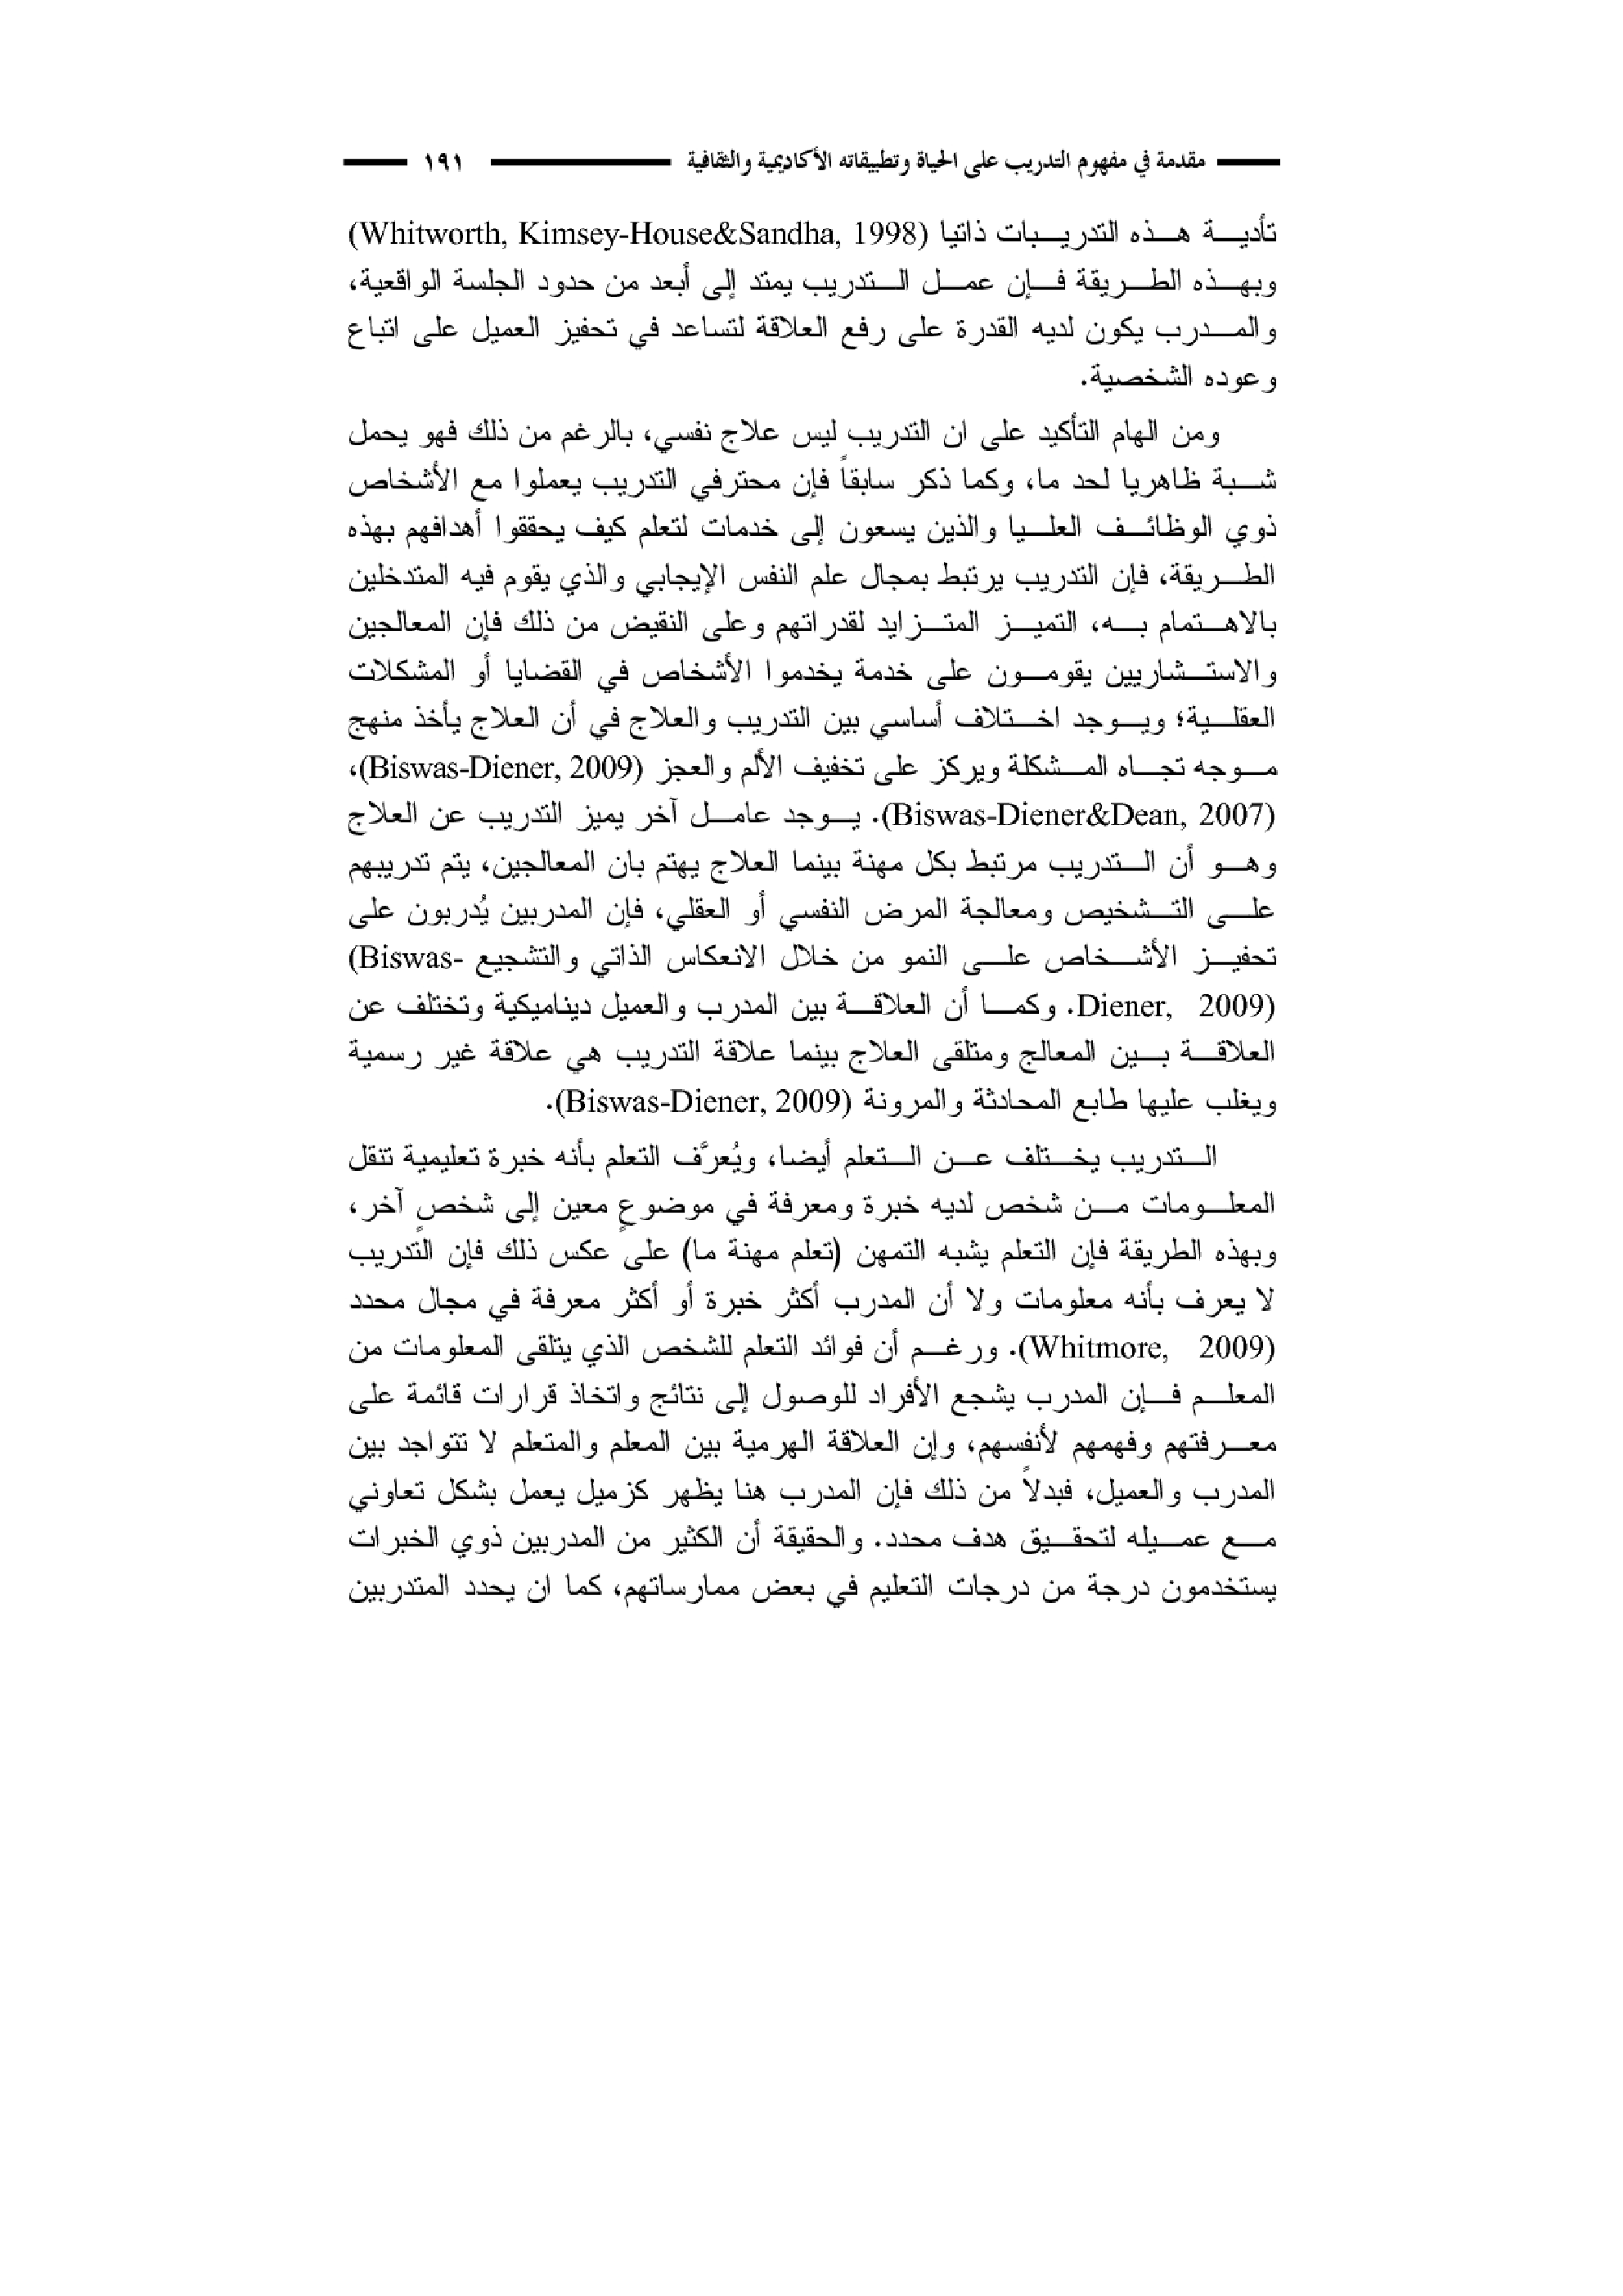 مقدمة في مفهوم التدريب على الحياة وتطبيقاته الأكاديمية والثقافية ١٩١
تأدية هذه التدريبات ذاتيا (Whitworth, Kimsey-House&Sandha, 1998)
وبهذه الطريقة فإن عمل التدريب يمتد إلى أبعد من حدود الجلسة الواقعية،
والمدرب يكون لديه القدرة على رفع العلاقة لتساعد في تحفيز العميل على اتباع
وعوده الشخصية.
ومن الهام التأكيد على ان التدريب ليس علاج نفسي، بالرغم من ذلك فهو يحمل
شبة ظاهريا لحد ما، وكما ذكر سابقاً فإن محترفي التدريب يعملوا مع الأشخاص
ذوي الوظائف العليا والذين يسعون إلى خدمات لتعلم كيف يحققوا أهدافهم بهذه
الطريقة، فإن التدريب يرتبط بمجال علم النفس الإيجابي والذي يقوم فيه المتدخلين
بالاهتمام به، التميز المتزايد لقدراتهم وعلى النقيض من ذلك فإن المعالجين
والاستشاريين يقومون على خدمة يخدموا الأشخاص في القضايا أو المشكلات
العقلية؛ ويوجد اختلاف أساسي بين التدريب والعلاج في أن العلاج يأخذ منهج
موجه تجاه المشكلة ويركز على تخفيف الألم والعجز (Biswas-Diener, 2009)،
(Biswas-Diener&Dean, 2007). يوجد عامل آخر يميز التدريب عن العلاج
وهو أن التدريب مرتبط بكل مهنة بينما العلاج يهتم بان المعالجين، يتم تدريبهم
على التشخيص ومعالجة المرض النفسي أو العقلي، فإن المدربين يُدربون على
تحفيز الأشخاص على النمو من خلال الانعكاس الذاتي والتشجيع (Biswas-
Diener, 2009). وكما أن العلاقة بين المدرب والعميل ديناميكية وتختلف عن
العلاقة بين المعالج ومتلقى العلاج بينما علاقة التدريب هي علاقة غير رسمية
ويغلب عليها طابع المحادثة والمرونة (Biswas-Diener, 2009).
التدريب يختلف عن التعلم أيضا، ويُعرَّف التعلم بأنه خبرة تعليمية تنقل
المعلومات من شخص لديه خبرة ومعرفة في موضوعٍ معين إلى شخصٍ آخر،
وبهذه الطريقة فإن التعلم يشبه التمهن (تعلم مهنة ما) على عكس ذلك فإن التدريب
لا يعرف بأنه معلومات ولا أن المدرب أكثر خبرة أو أكثر معرفة في مجال محدد
(Whitmore, 2009). ورغم أن فوائد التعلم للشخص الذي يتلقى المعلومات من
المعلم فإن المدرب يشجع الأفراد للوصول إلى نتائج واتخاذ قرارات قائمة على
معرفتهم وفهمهم لأنفسهم، وإن العلاقة الهرمية بين المعلم والمتعلم لا تتواجد بين
المدرب والعميل، فبدلاً من ذلك فإن المدرب هنا يظهر كزميل يعمل بشكل تعاوني
مع عميله لتحقيق هدف محدد. والحقيقة أن الكثير من المدربين ذوي الخبرات
يستخدمون درجة من درجات التعليم في بعض ممارساتهم، كما ان يحدد المتدربين